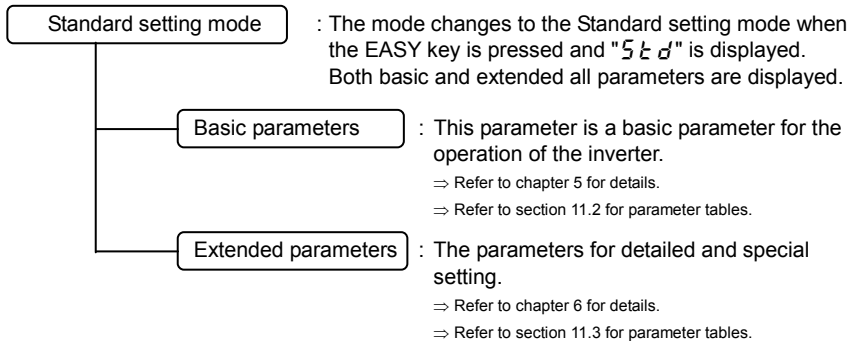 Standard setting mode : The mode changes to the Standard setting mode when
the EASY key is pressed and "Std" is displayed.
Both basic and extended all parameters are displayed.
Basic parameters : This parameter is a basic parameter for the
operation of the inverter.
⇒ Refer to chapter 5 for details.
⇒ Refer to section 11.2 for parameter tables.
Extended parameters : The parameters for detailed and special
setting.
⇒ Refer to chapter 6 for details.
⇒ Refer to section 11.3 for parameter tables.